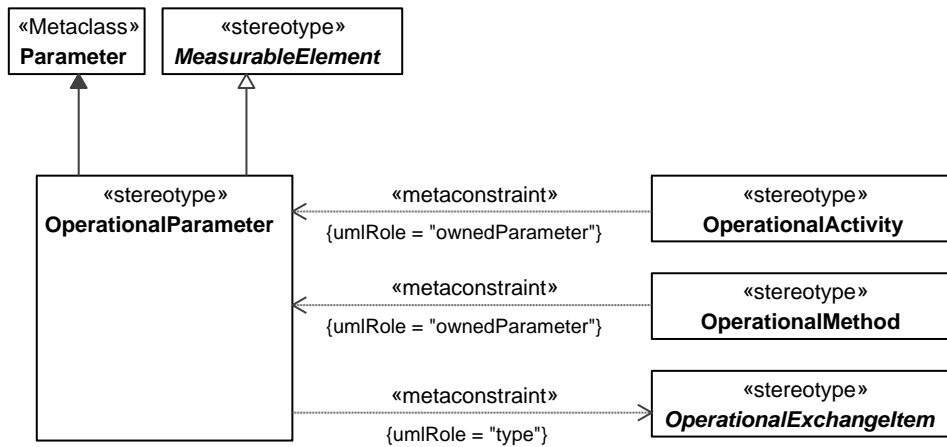 «Metaclass»
Parameter
«stereotype»
MeasurableElement
«stereotype»
OperationalParameter
«metaconstraint»
{umlRole = "ownedParameter"}
«stereotype»
OperationalActivity
«metaconstraint»
{umlRole = "ownedParameter"}
«stereotype»
OperationalMethod
«metaconstraint»
{umlRole = "type"}
«stereotype»
OperationalExchangeItem